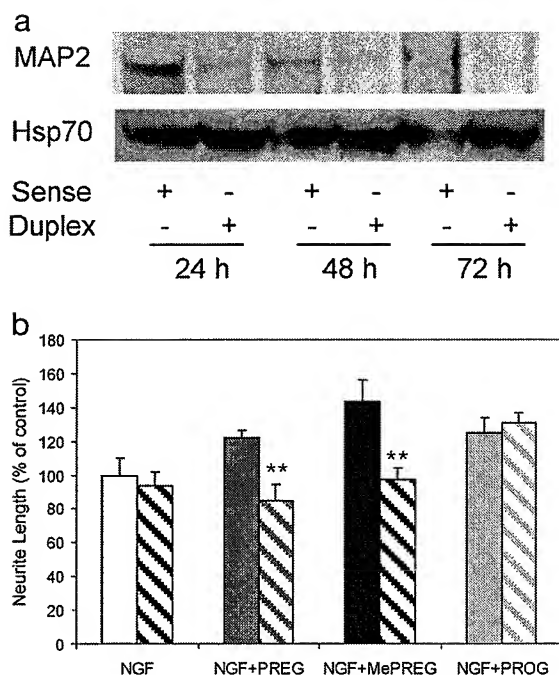 a
MAP2
Hsp70
Sense + - + - + -
Duplex - + - + - +
24 h 48 h 72 h
b
Neurite Length (% of control)
180
160
140
120
100
80
60
40
20
0
** **
NGF NGF+PREG NGF+MePREG NGF+PROG